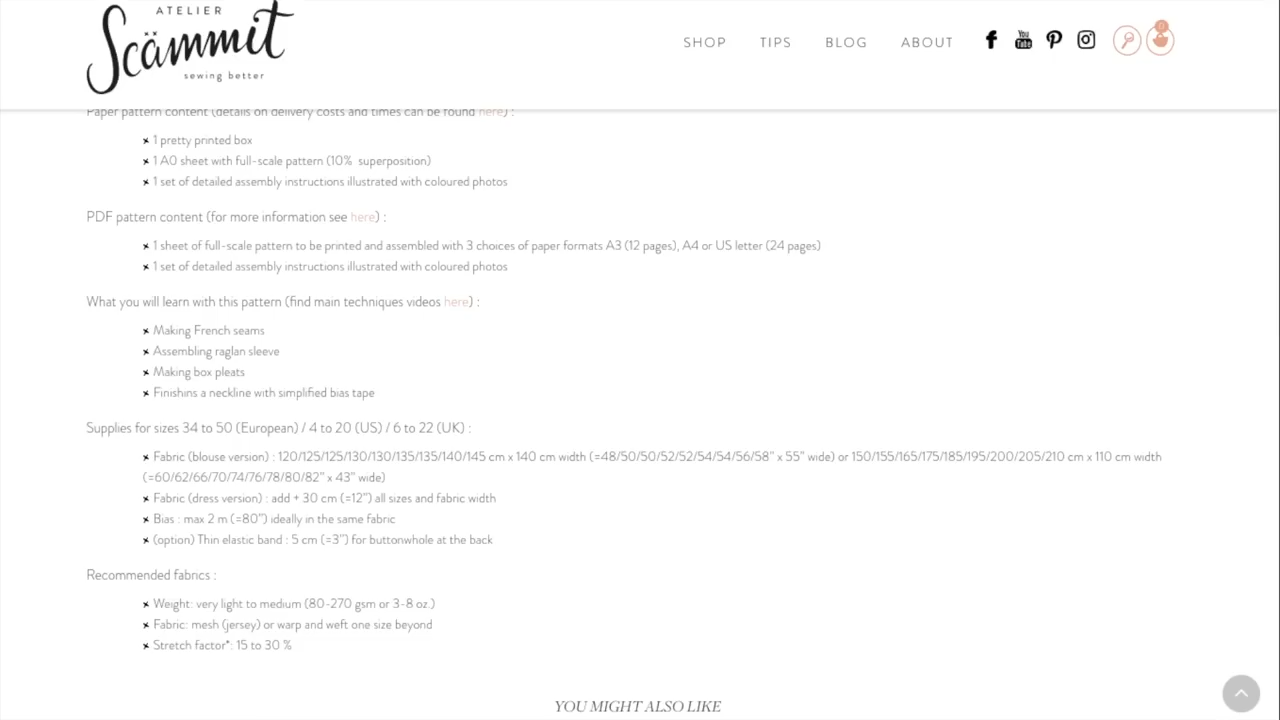 ATELIER
Scämmit
sewing better
SHOP TIPS BLOG ABOUT
You
Tube
0
Paper pattern content (details on delivery costs and times can be found here) :
× 1 pretty printed box
× 1 A0 sheet with full-scale pattern (10% superposition)
× 1 set of detailed assembly instructions illustrated with coloured photos
PDF pattern content (for more information see here) :
× 1 sheet of full-scale pattern to be printed and assembled with 3 choices of paper formats A3 (12 pages), A4 or US letter (24 pages)
× 1 set of detailed assembly instructions illustrated with coloured photos
What you will learn with this pattern (find main techniques videos here) :
× Making French seams
× Assembling raglan sleeve
× Making box pleats
× Finishins a neckline with simplified bias tape
Supplies for sizes 34 to 50 (European) / 4 to 20 (US) / 6 to 22 (UK) :
× Fabric (blouse version) : 120/125/125/130/130/135/135/140/145 cm x 140 cm width (=48/50/50/52/52/54/54/56/58" x 55" wide) or 150/155/165/175/185/195/200/205/210 cm x 110 cm width
(=60/62/66/70/74/76/78/80/82" x 43" wide)
× Fabric (dress version) : add + 30 cm (=12") all sizes and fabric width
× Bias : max 2 m (=80") ideally in the same fabric
× (option) Thin elastic band : 5 cm (=3") for buttonwhole at the back
Recommended fabrics :
× Weight: very light to medium (80-270 gsm or 3-8 oz.)
× Fabric: mesh (jersey) or warp and weft one size beyond
× Stretch factor*: 15 to 30 %
YOU MIGHT ALSO LIKE